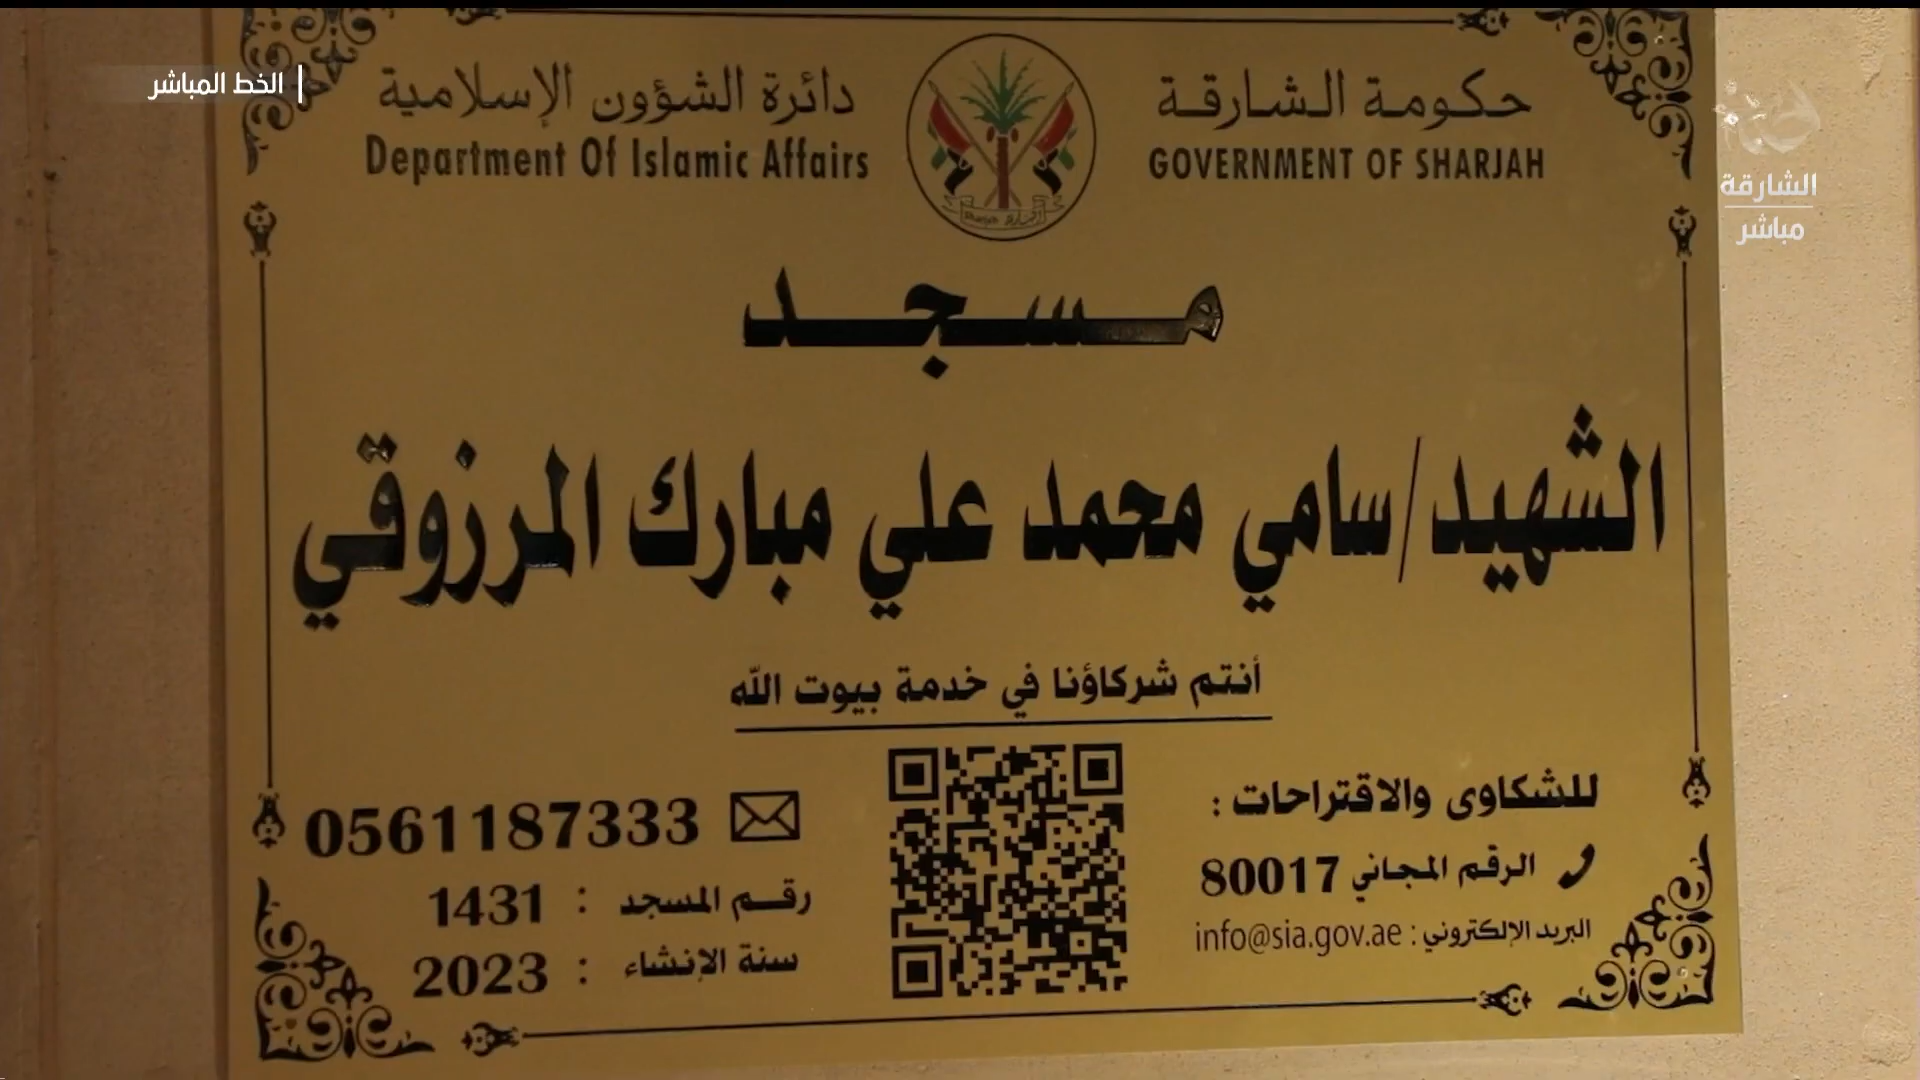 الخط المباشر
الشارقة
مباشر
حكومة الشارقة
GOVERNMENT OF SHARJAH
دائرة الشؤون الإسلامية
Department Of Islamic Affairs
مسجد
الشهيد/سامي محمد علي مبارك المرزوقي
أنتم شركاؤنا في خدمة بيوت الله
للشكاوى والاقتراحات :
الرقم المجاني 80017
البريد الإلكتروني : info@sia.gov.ae
0561187333
رقم المسجد : 1431
سنة الإنشاء : 2023